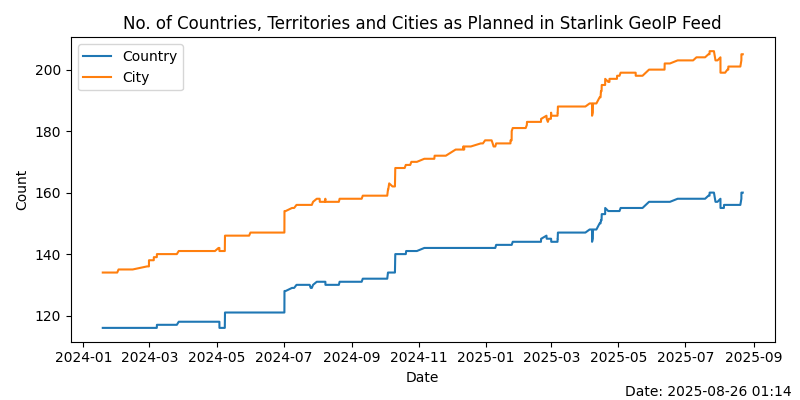 No. of Countries, Territories and Cities as Planned in Starlink GeoIP Feed
Country
City
200
180
160
140
120
Count
2024-01 2024-03 2024-05 2024-07 2024-09 2024-11 2025-01 2025-03 2025-05 2025-07 2025-09
Date
Date: 2025-08-26 01:14